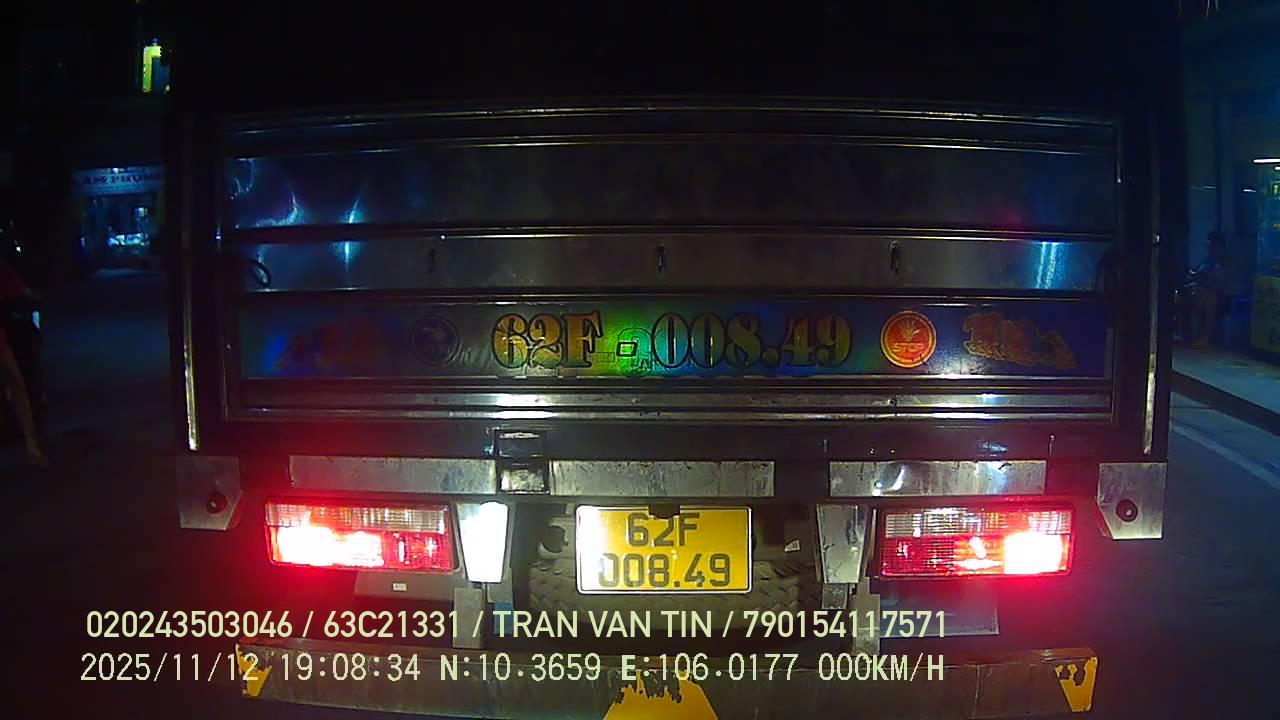 62F - 008.49
STOP
62F
008.49
020243503046 / 63C21331 / TRAN VAN TIN / 790154117571
2025/11/12 19:08:34 N:10.3659 E:106.0177 000KM/H